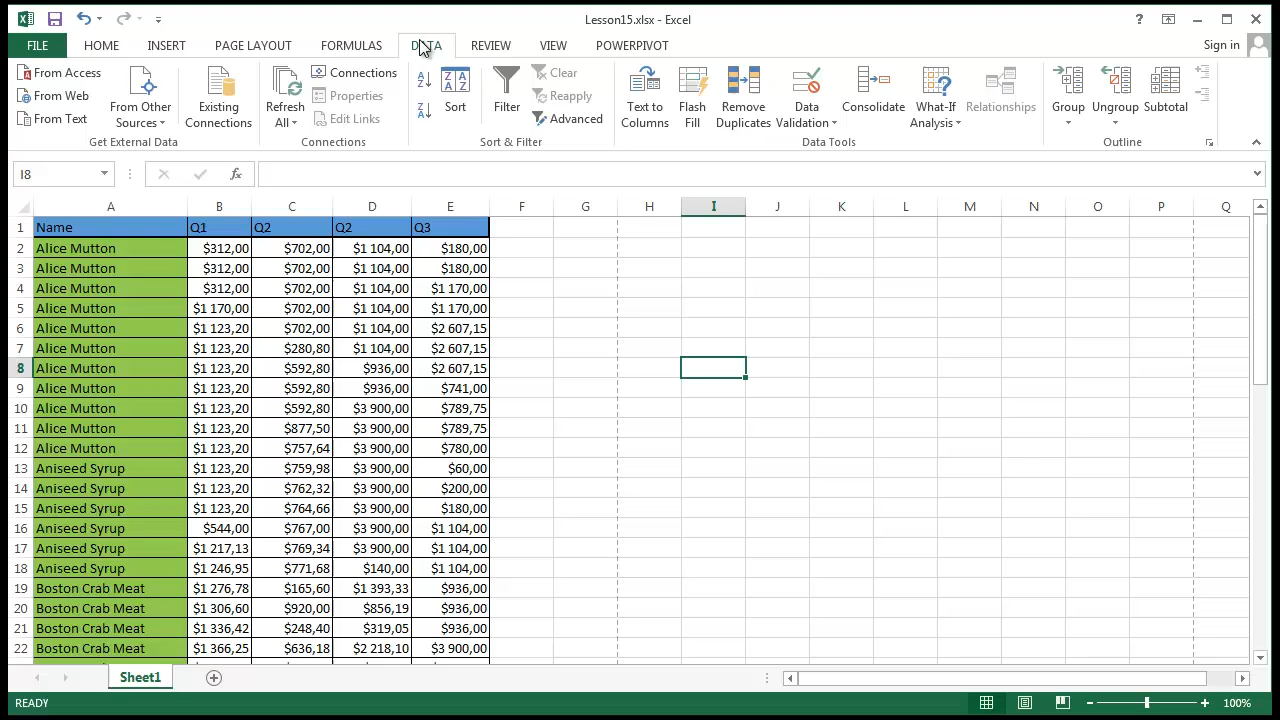 Lesson15.xlsx - Excel
?
FILE HOME INSERT PAGE LAYOUT FORMULAS DATA REVIEW VIEW POWERPIVOT Sign in
From Access
From Web
From Text
From Other
Sources
Existing
Connections
Get External Data
Refresh
All
Connections
Properties
Edit Links
Connections
Sort
Filter
Clear
Reapply
Advanced
Sort & Filter
Text to
Columns
Flash
Fill
Remove
Duplicates
Data
Validation
Consolidate
What-If
Analysis
Relationships
Data Tools
Group
Ungroup
Subtotal
Outline
I8 fx
A B C D E F G H I J K L M N O P Q
1 Name Q1 Q2 Q2 Q3
2 Alice Mutton $312,00 $702,00 $1 104,00 $180,00
3 Alice Mutton $312,00 $702,00 $1 104,00 $180,00
4 Alice Mutton $312,00 $702,00 $1 104,00 $1 170,00
5 Alice Mutton $1 170,00 $702,00 $1 104,00 $1 170,00
6 Alice Mutton $1 123,20 $702,00 $1 104,00 $2 607,15
7 Alice Mutton $1 123,20 $280,80 $1 104,00 $2 607,15
8 Alice Mutton $1 123,20 $592,80 $936,00 $2 607,15
9 Alice Mutton $1 123,20 $592,80 $936,00 $741,00
10 Alice Mutton $1 123,20 $592,80 $3 900,00 $789,75
11 Alice Mutton $1 123,20 $877,50 $3 900,00 $789,75
12 Alice Mutton $1 123,20 $757,64 $3 900,00 $780,00
13 Aniseed Syrup $1 123,20 $759,98 $3 900,00 $60,00
14 Aniseed Syrup $1 123,20 $762,32 $3 900,00 $200,00
15 Aniseed Syrup $1 123,20 $764,66 $3 900,00 $180,00
16 Aniseed Syrup $544,00 $767,00 $3 900,00 $1 104,00
17 Aniseed Syrup $1 217,13 $769,34 $3 900,00 $1 104,00
18 Aniseed Syrup $1 246,95 $771,68 $140,00 $1 104,00
19 Boston Crab Meat $1 276,78 $165,60 $1 393,33 $936,00
20 Boston Crab Meat $1 306,60 $920,00 $856,19 $936,00
21 Boston Crab Meat $1 336,42 $248,40 $319,05 $936,00
22 Boston Crab Meat $1 366,25 $636,18 $2 218,10 $3 900,00
Sheet1
READY 100%